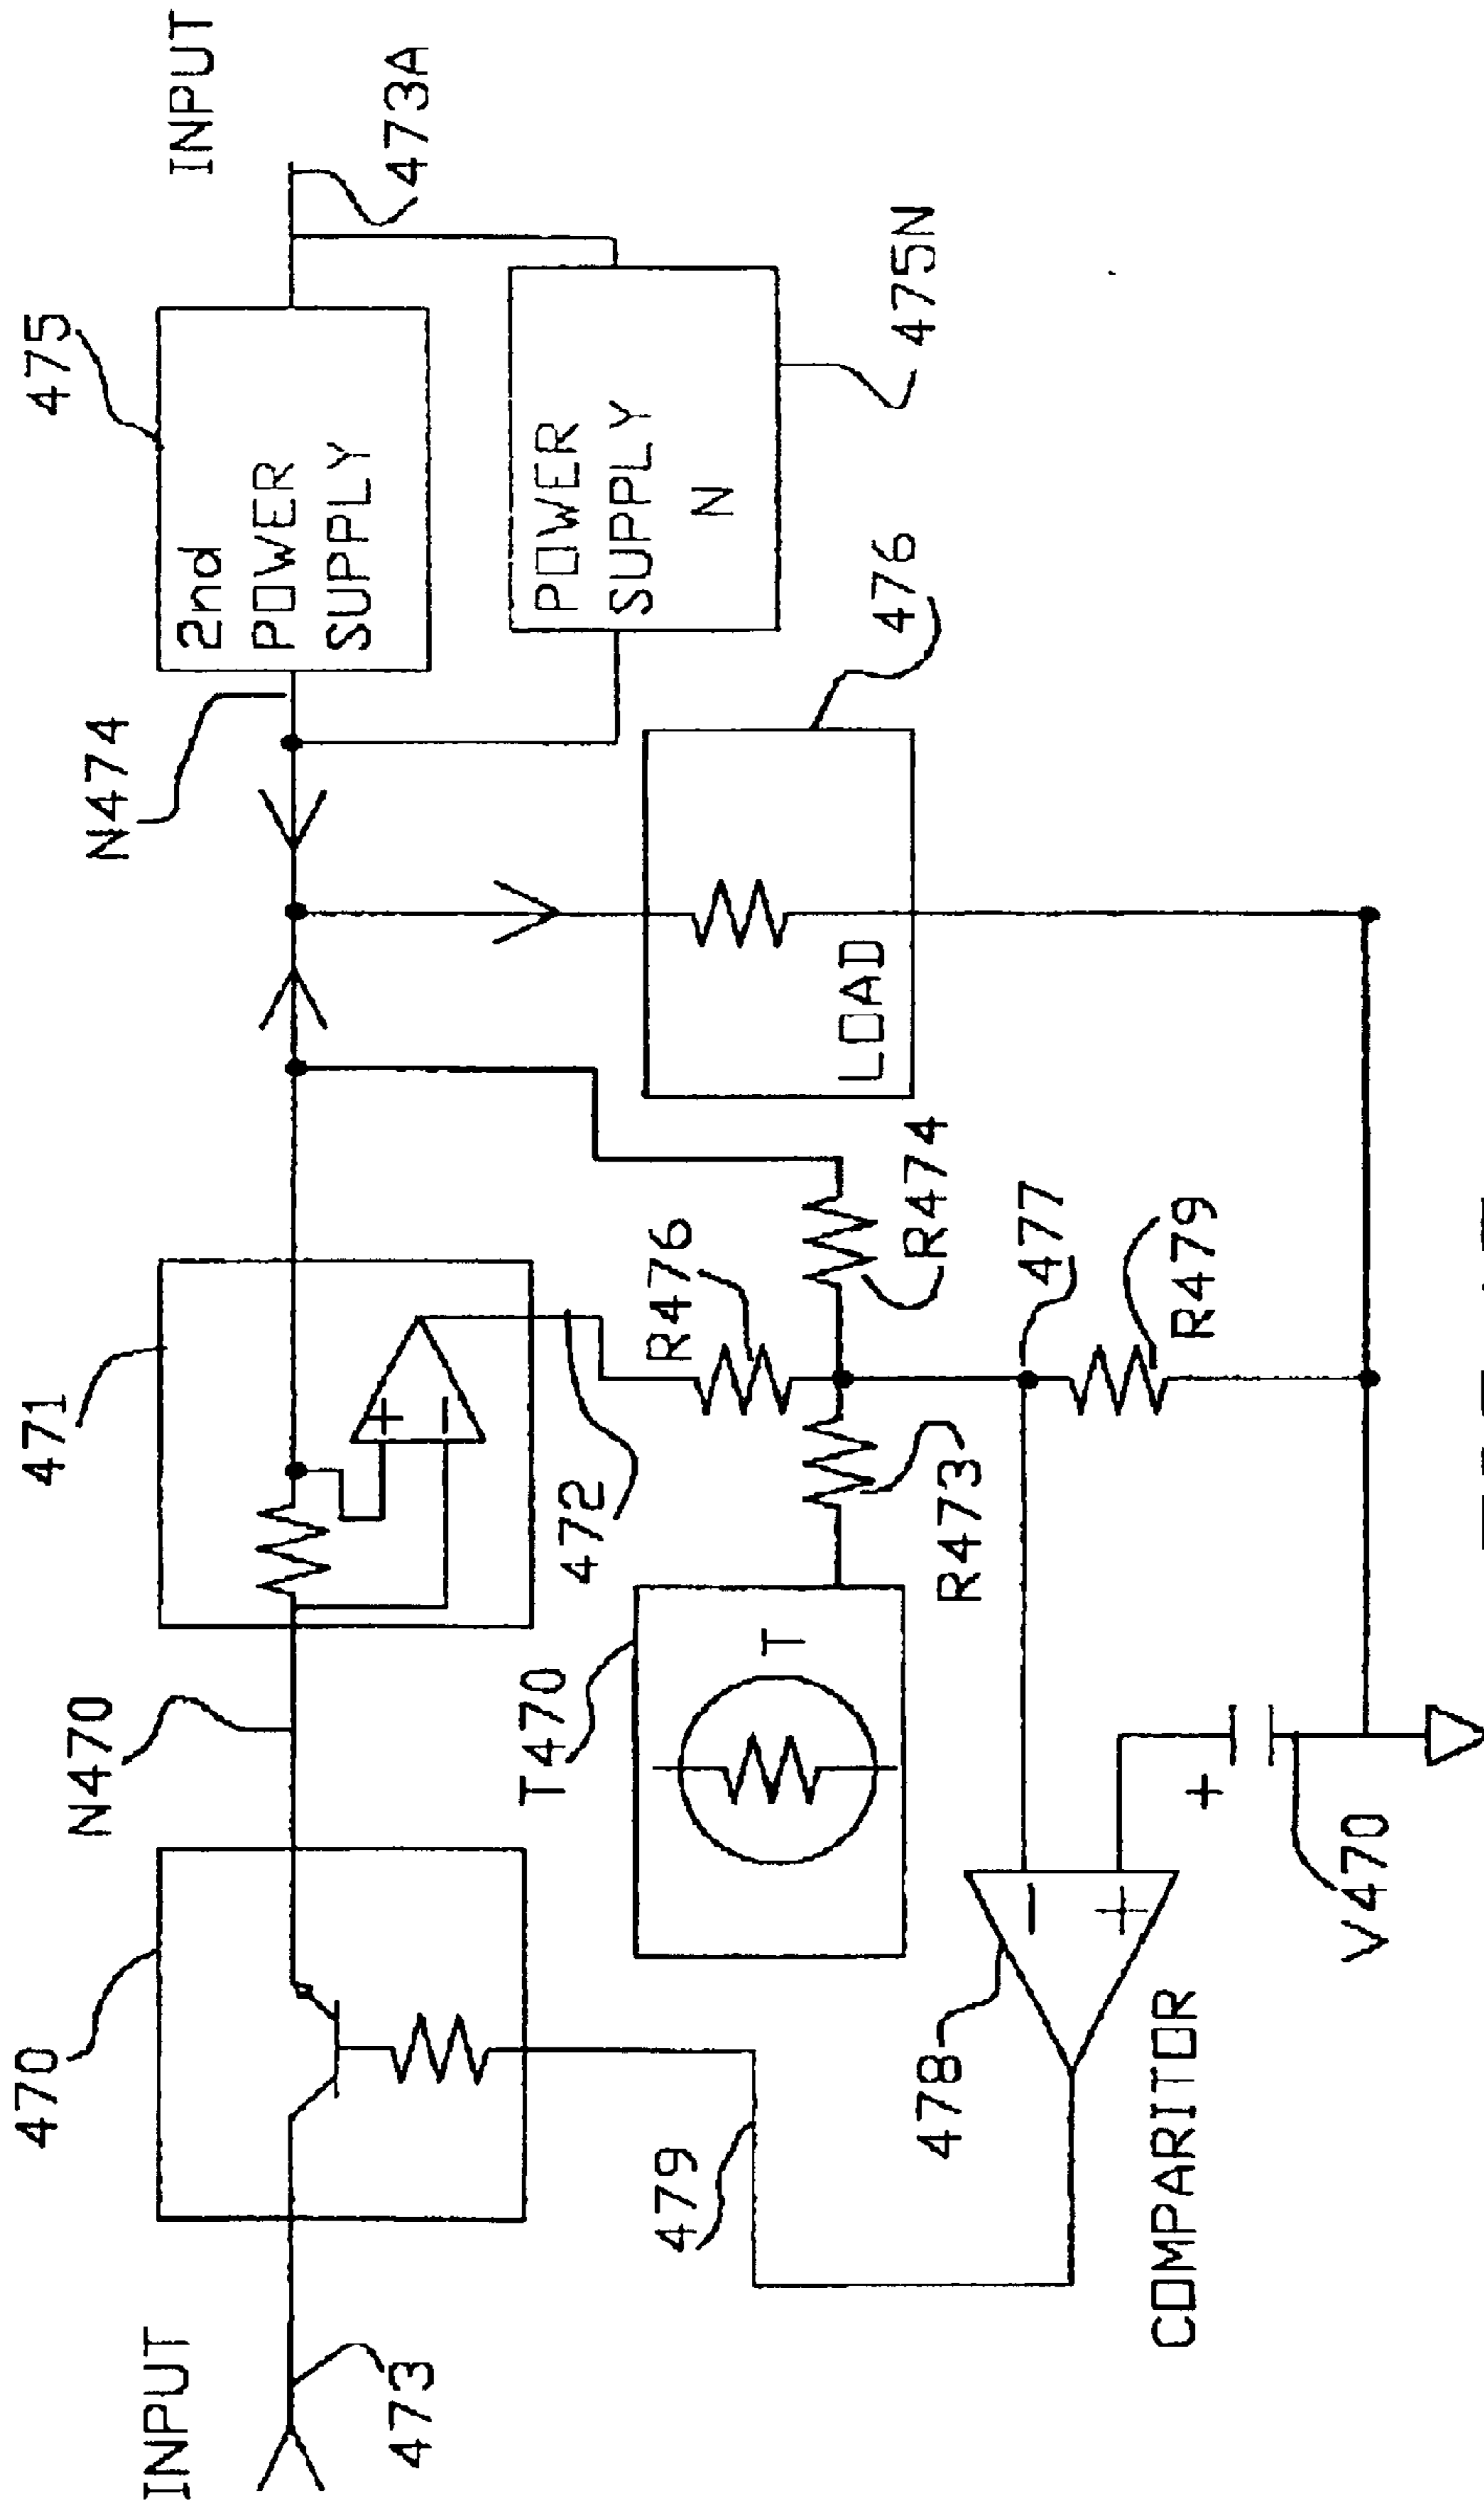 INPUT
473
470
479
N470
471
472
T470
T
R473
R476
R474
477
R479
478
COMPARITOR
+
−
−
+
+
V470
LOAD
476
N474
2nd
POWER
SUPPLY
475
POWER
SUPPLY
N
475N
INPUT
473A